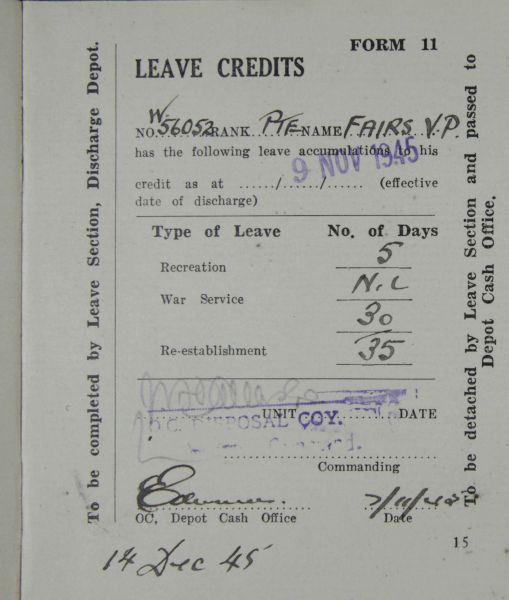 To be completed by Leave Section, Discharge Depot.
FORM 11
LEAVE CREDITS
NO. W56052 RANK PTE NAME FAIRS V.P.
has the following leave accumulations to his
9 NOV 1945
credit as at ....../....../...... (effective
date of discharge)
Type of Leave No. of Days
Recreation 5
War Service N.L
30
Re-establishment 35
UNIT DATE
DISPOSAL COY.
Commanding
OC, Depot Cash Office Date
15
14 Dec 45
To be detached by Leave Section and passed to
Depot Cash Office.